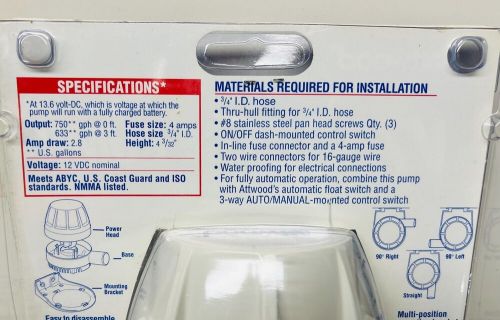 SPECIFICATIONS*
*At 13.6 volt-DC, which is voltage at which the
pump will run with a fully charged battery.
Output: 750** gph @ 0 ft. Fuse size: 4 amps
633** gph @ 3 ft. Hose size: 3/4" I.D.
Amp draw: 2.8 Height: 4 3/32"
** U.S. gallons
Voltage: 12 VDC nominal
Meets ABYC, U.S. Coast Guard and ISO
standards. NMMA listed.
MATERIALS REQUIRED FOR INSTALLATION
• 3/4" I.D. hose
• Thru-hull fitting for 3/4" I.D. hose
• #8 stainless steel pan head screws Qty. (3)
• ON/OFF dash-mounted control switch
• In-line fuse connector and a 4-amp fuse
• Two wire connectors for 16-gauge wire
• Water proofing for electrical connections
• For fully automatic operation, combine this pump
with Attwood's automatic float switch and a
3-way AUTO/MANUAL-mounted control switch
Power
Head
Base
Mounting
Bracket
Easy to disassemble
90° Right
90° Left
Straight
Multi-position